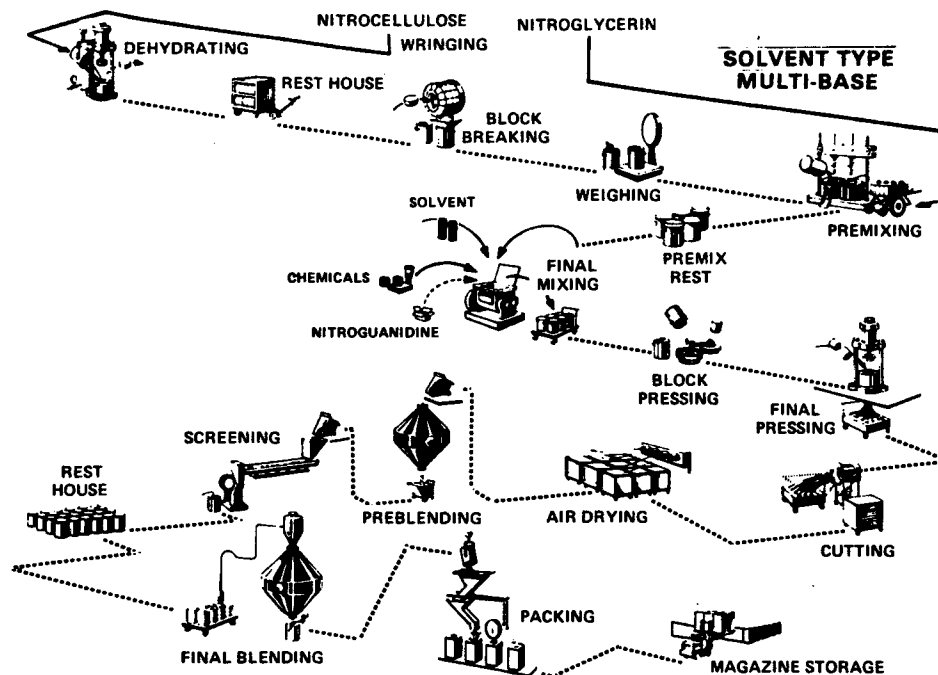 NITROCELLULOSE
WRINGING
NITROGLYCERIN
DEHYDRATING
SOLVENT TYPE
MULTI-BASE
REST HOUSE
BLOCK
BREAKING
WEIGHING
PREMIXING
SOLVENT
PREMIX
REST
FINAL
MIXING
CHEMICALS
NITROGUANIDINE
BLOCK
PRESSING
FINAL
PRESSING
SCREENING
REST
HOUSE
PREBLENDING
AIR DRYING
CUTTING
PACKING
FINAL BLENDING
MAGAZINE STORAGE